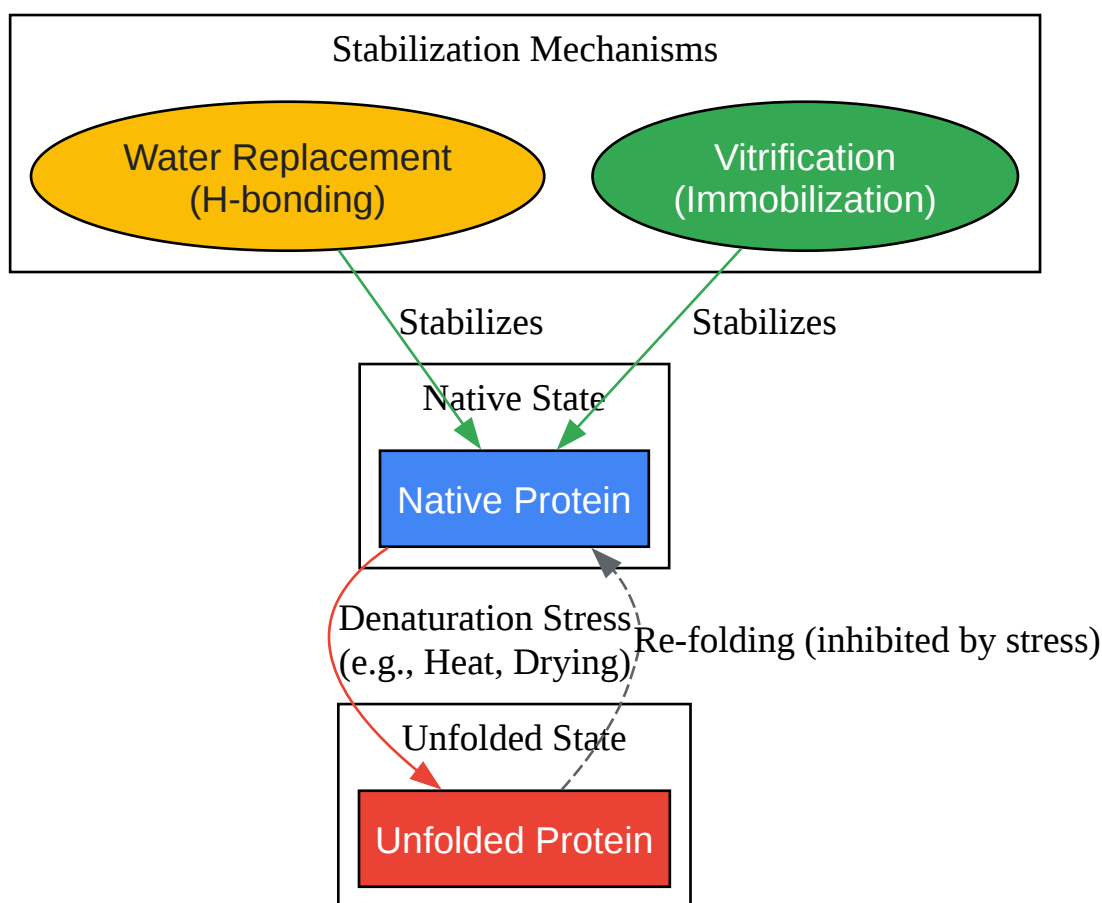 Stabilization Mechanisms
Water Replacement
(H-bonding)
Vitrification
(Immobilization)
Stabilizes
Stabilizes
Native State
Native Protein
Denaturation Stress
(e.g., Heat, Drying)
Re-folding (inhibited by stress)
Unfolded State
Unfolded Protein